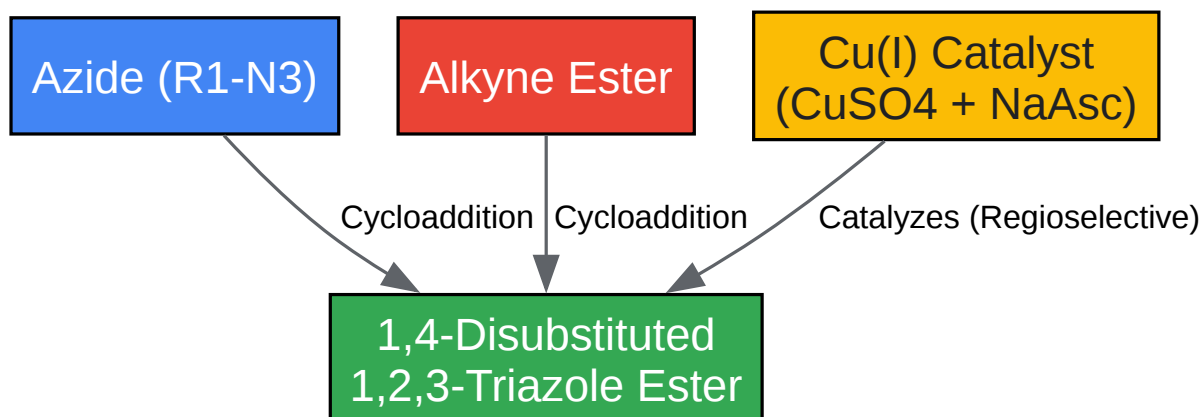 Azide (R1-N3)
Alkyne Ester
Cu(I) Catalyst
(CuSO4 + NaAsc)
Cycloaddition
Cycloaddition
Catalyzes (Regioselective)
1,4-Disubstituted
1,2,3-Triazole Ester